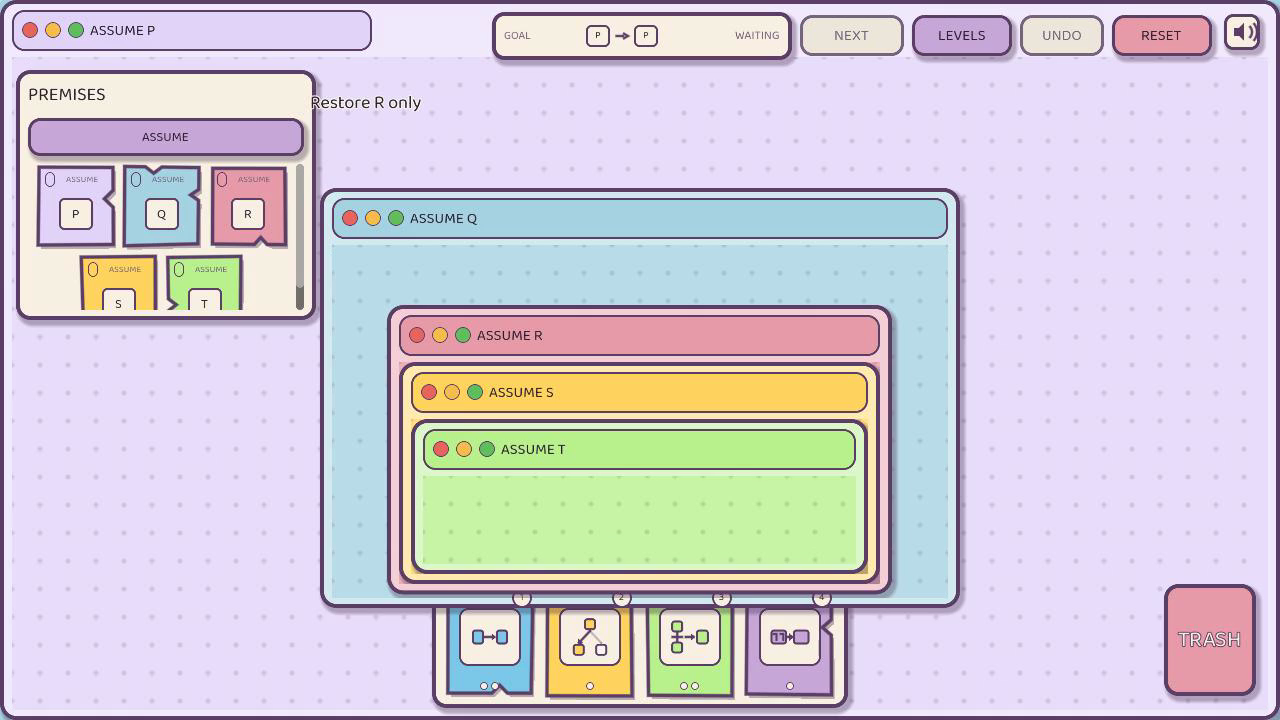 ASSUME P
GOAL P P WAITING
NEXT
LEVELS
UNDO
RESET
PREMISES
Restore R only
ASSUME
ASSUME ASSUME ASSUME
P Q R
ASSUME ASSUME
S T
ASSUME Q
ASSUME R
ASSUME S
ASSUME T
1 2 3 4
TRASH